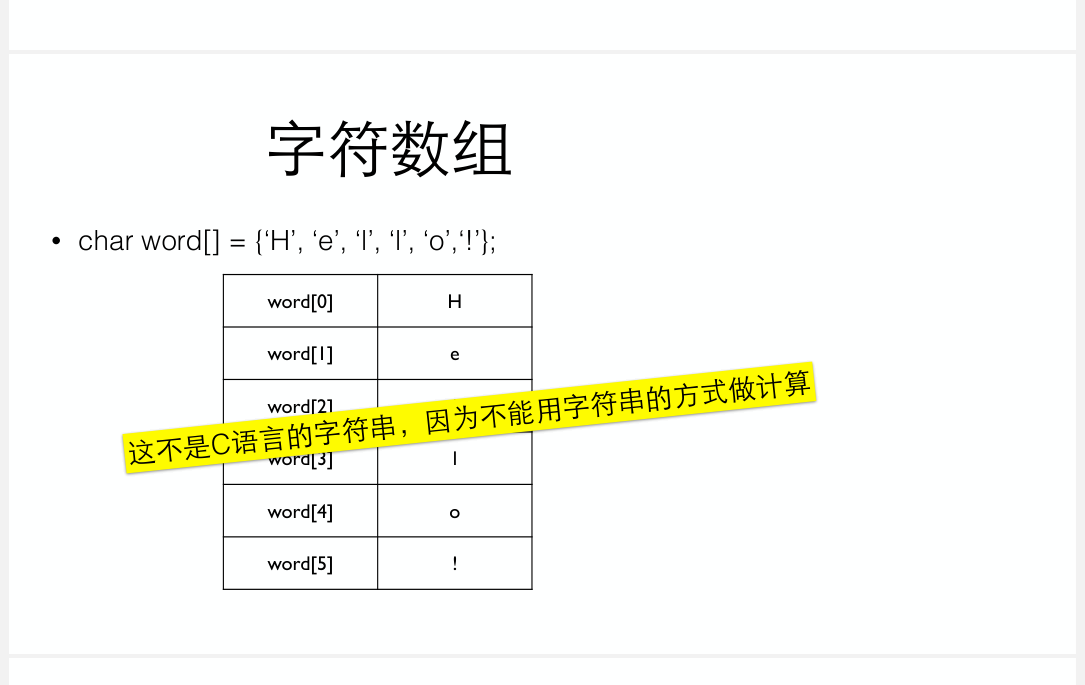 字符数组
• char word[] = {‘H’, ‘e’, ‘l’, ‘l’, ‘o’,‘!’};
word[0] H
word[1] e
word[2]
这不是C语言的字符串，因为不能用字符串的方式做计算
word[3] l
word[4] o
word[5] !